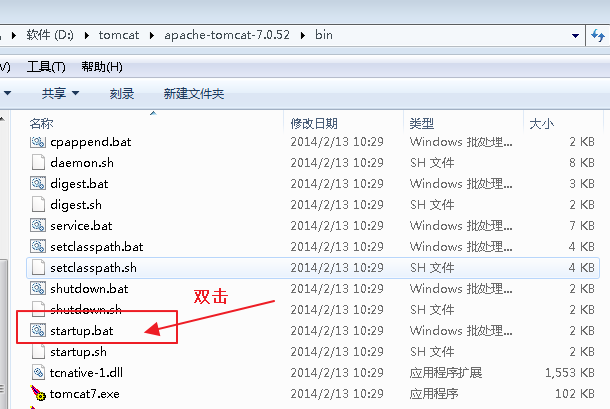 软件 (D:) ▸ tomcat ▸ apache-tomcat-7.0.52 ▸ bin
V) 工具(T) 帮助(H)
共享 刻录 新建文件夹
名称 修改日期 类型 大小
cpappend.bat 2014/2/13 10:29 Windows 批处理... 2 KB
daemon.sh 2014/2/13 10:29 SH 文件 8 KB
digest.bat 2014/2/13 10:29 Windows 批处理... 3 KB
digest.sh 2014/2/13 10:29 SH 文件 2 KB
service.bat 2014/2/13 10:29 Windows 批处理... 7 KB
setclasspath.bat 2014/2/13 10:29 Windows 批处理... 4 KB
setclasspath.sh 2014/2/13 10:29 SH 文件 4 KB
shutdown.bat 2014/2/13 10:29 Windows 批处理... 2 KB
双击
shutdown.sh 2014/2/13 10:29 SH 文件 2 KB
startup.bat 2014/2/13 10:29 Windows 批处理... 2 KB
startup.sh 2014/2/13 10:29 SH 文件 2 KB
tcnative-1.dll 2014/2/13 10:29 应用程序扩展 1,553 KB
tomcat7.exe 2014/2/13 10:29 应用程序 102 KB